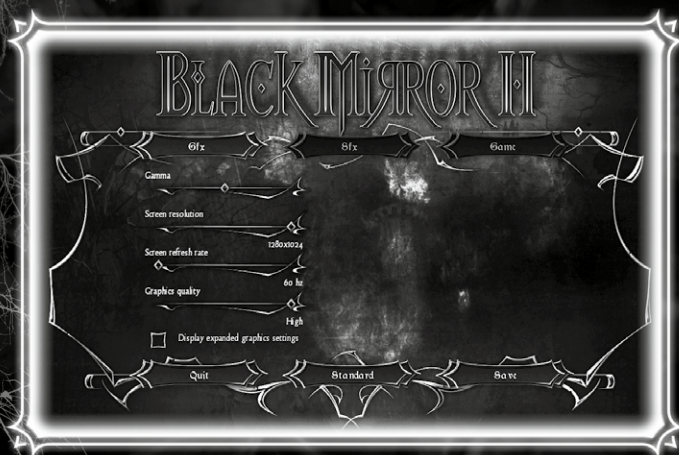 BLACK MIRROR II
Gfx Sfx Game
Gamma
Screen resolution
1280x1024
Screen refresh rate
60 hz
Graphics quality
High
Display expanded graphics settings
Quit Standard Save